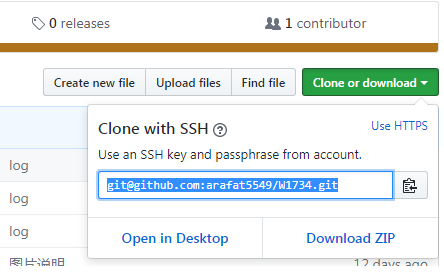 0 releases
1 contributor
Create new file
Upload files
Find file
Clone or download
Clone with SSH
Use HTTPS
Use an SSH key and passphrase from account.
git@github.com:arafat5549/W1734.git
Open in Desktop
Download ZIP
log
log
log
图片说明
12 days ago